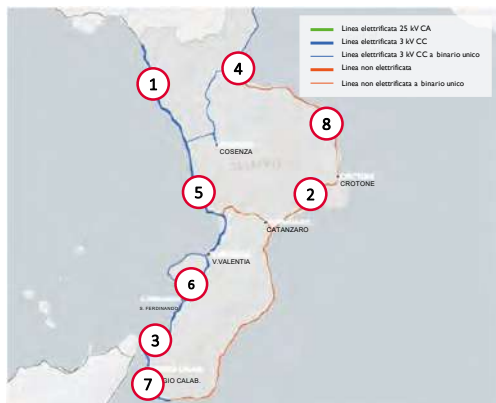 Linea elettrificata 25 kV CA
Linea elettrificata 3 kV CC
Linea elettrificata 3 kV CC a binario unico
Linea non elettrificata
Linea non elettrificata a binario unico
1
4
8
COSENZA
CROTONE
2
5
CATANZARO
V.VALENTIA
6
S. FERDINANDO
3
7
GIO CALAB.